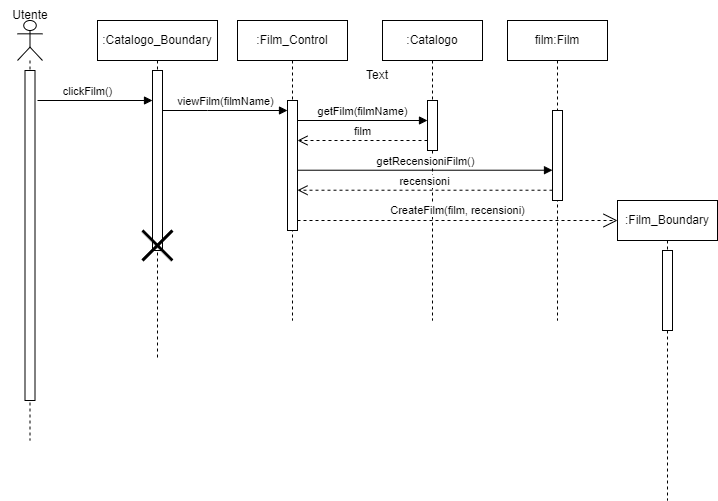 Utente
:Catalogo_Boundary
:Film_Control
:Catalogo
film:Film
Text
clickFilm()
viewFilm(filmName)
getFilm(filmName)
film
getRecensioniFilm()
recensioni
CreateFilm(film, recensioni)
:Film_Boundary